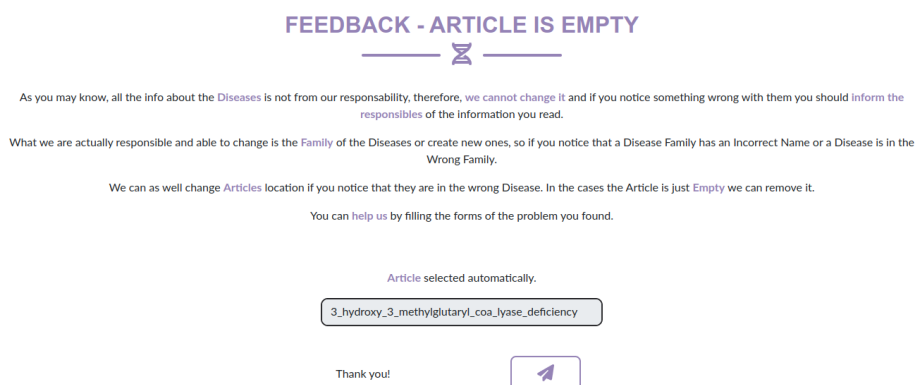 FEEDBACK - ARTICLE IS EMPTY
As you may know, all the info about the Diseases is not from our responsability, therefore, we cannot change it and if you notice something wrong with them you should inform the
responsibles of the information you read.
What we are actually responsible and able to change is the Family of the Diseases or create new ones, so if you notice that a Disease Family has an Incorrect Name or a Disease is in the
Wrong Family.
We can as well change Articles location if you notice that they are in the wrong Disease. In the cases the Article is just Empty we can remove it.
You can help us by filling the forms of the problem you found.
Article selected automatically.
3_hydroxy_3_methylglutaryl_coa_lyase_deficiency
Thank you!